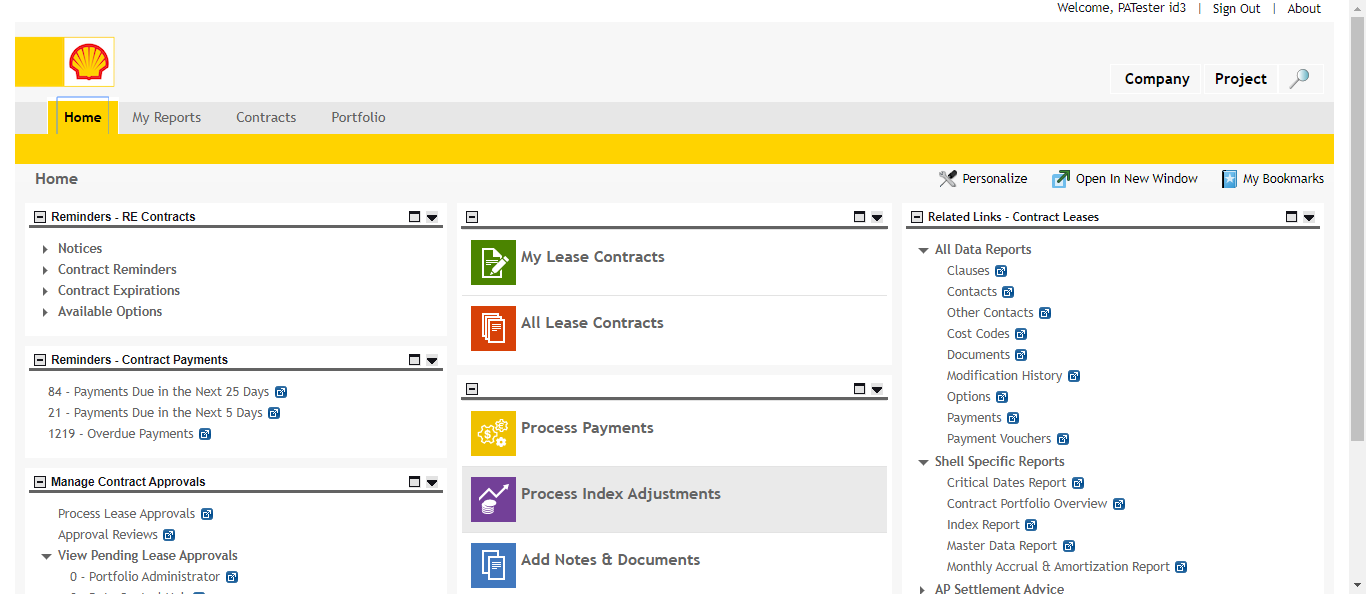 Welcome, PATester id3 | Sign Out | About
Company
Project
Home
My Reports
Contracts
Portfolio
Home
Personalize
Open In New Window
My Bookmarks
Reminders - RE Contracts
Notices
Contract Reminders
Contract Expirations
Available Options
Reminders - Contract Payments
84 - Payments Due in the Next 25 Days
21 - Payments Due in the Next 5 Days
1219 - Overdue Payments
Manage Contract Approvals
Process Lease Approvals
Approval Reviews
View Pending Lease Approvals
0 - Portfolio Administrator
My Lease Contracts
All Lease Contracts
Process Payments
Process Index Adjustments
Add Notes & Documents
Related Links - Contract Leases
All Data Reports
Clauses
Contacts
Other Contacts
Cost Codes
Documents
Modification History
Options
Payments
Payment Vouchers
Shell Specific Reports
Critical Dates Report
Contract Portfolio Overview
Index Report
Master Data Report
Monthly Accrual & Amortization Report
AP Settlement Advice